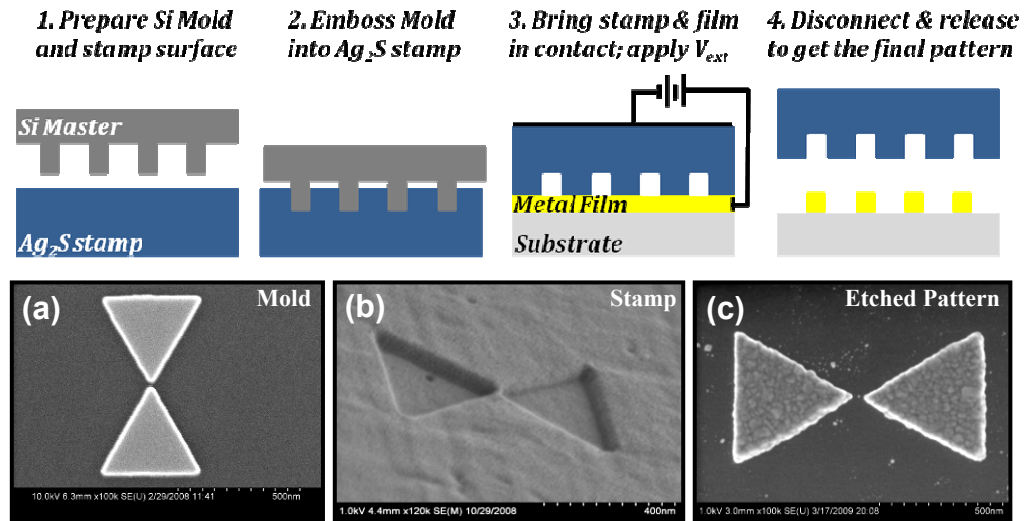 1. Prepare Si Mold
and stamp surface
2. Emboss Mold
into Ag₂S stamp
3. Bring stamp & film
in contact; apply Vₑₓₜ
4. Disconnect & release
to get the final pattern
Si Master
Ag₂S stamp
Metal Film
Substrate
(a) Mold
10.0kV 6.3mm x100k SE(U) 2/29/2008 11:41 500nm
(b) Stamp
1.0kV 4.4mm x120k SE(M) 10/29/2008 400nm
(c) Etched Pattern
1.0kV 3.0mm x100k SE(U) 3/17/2009 20:08 500nm